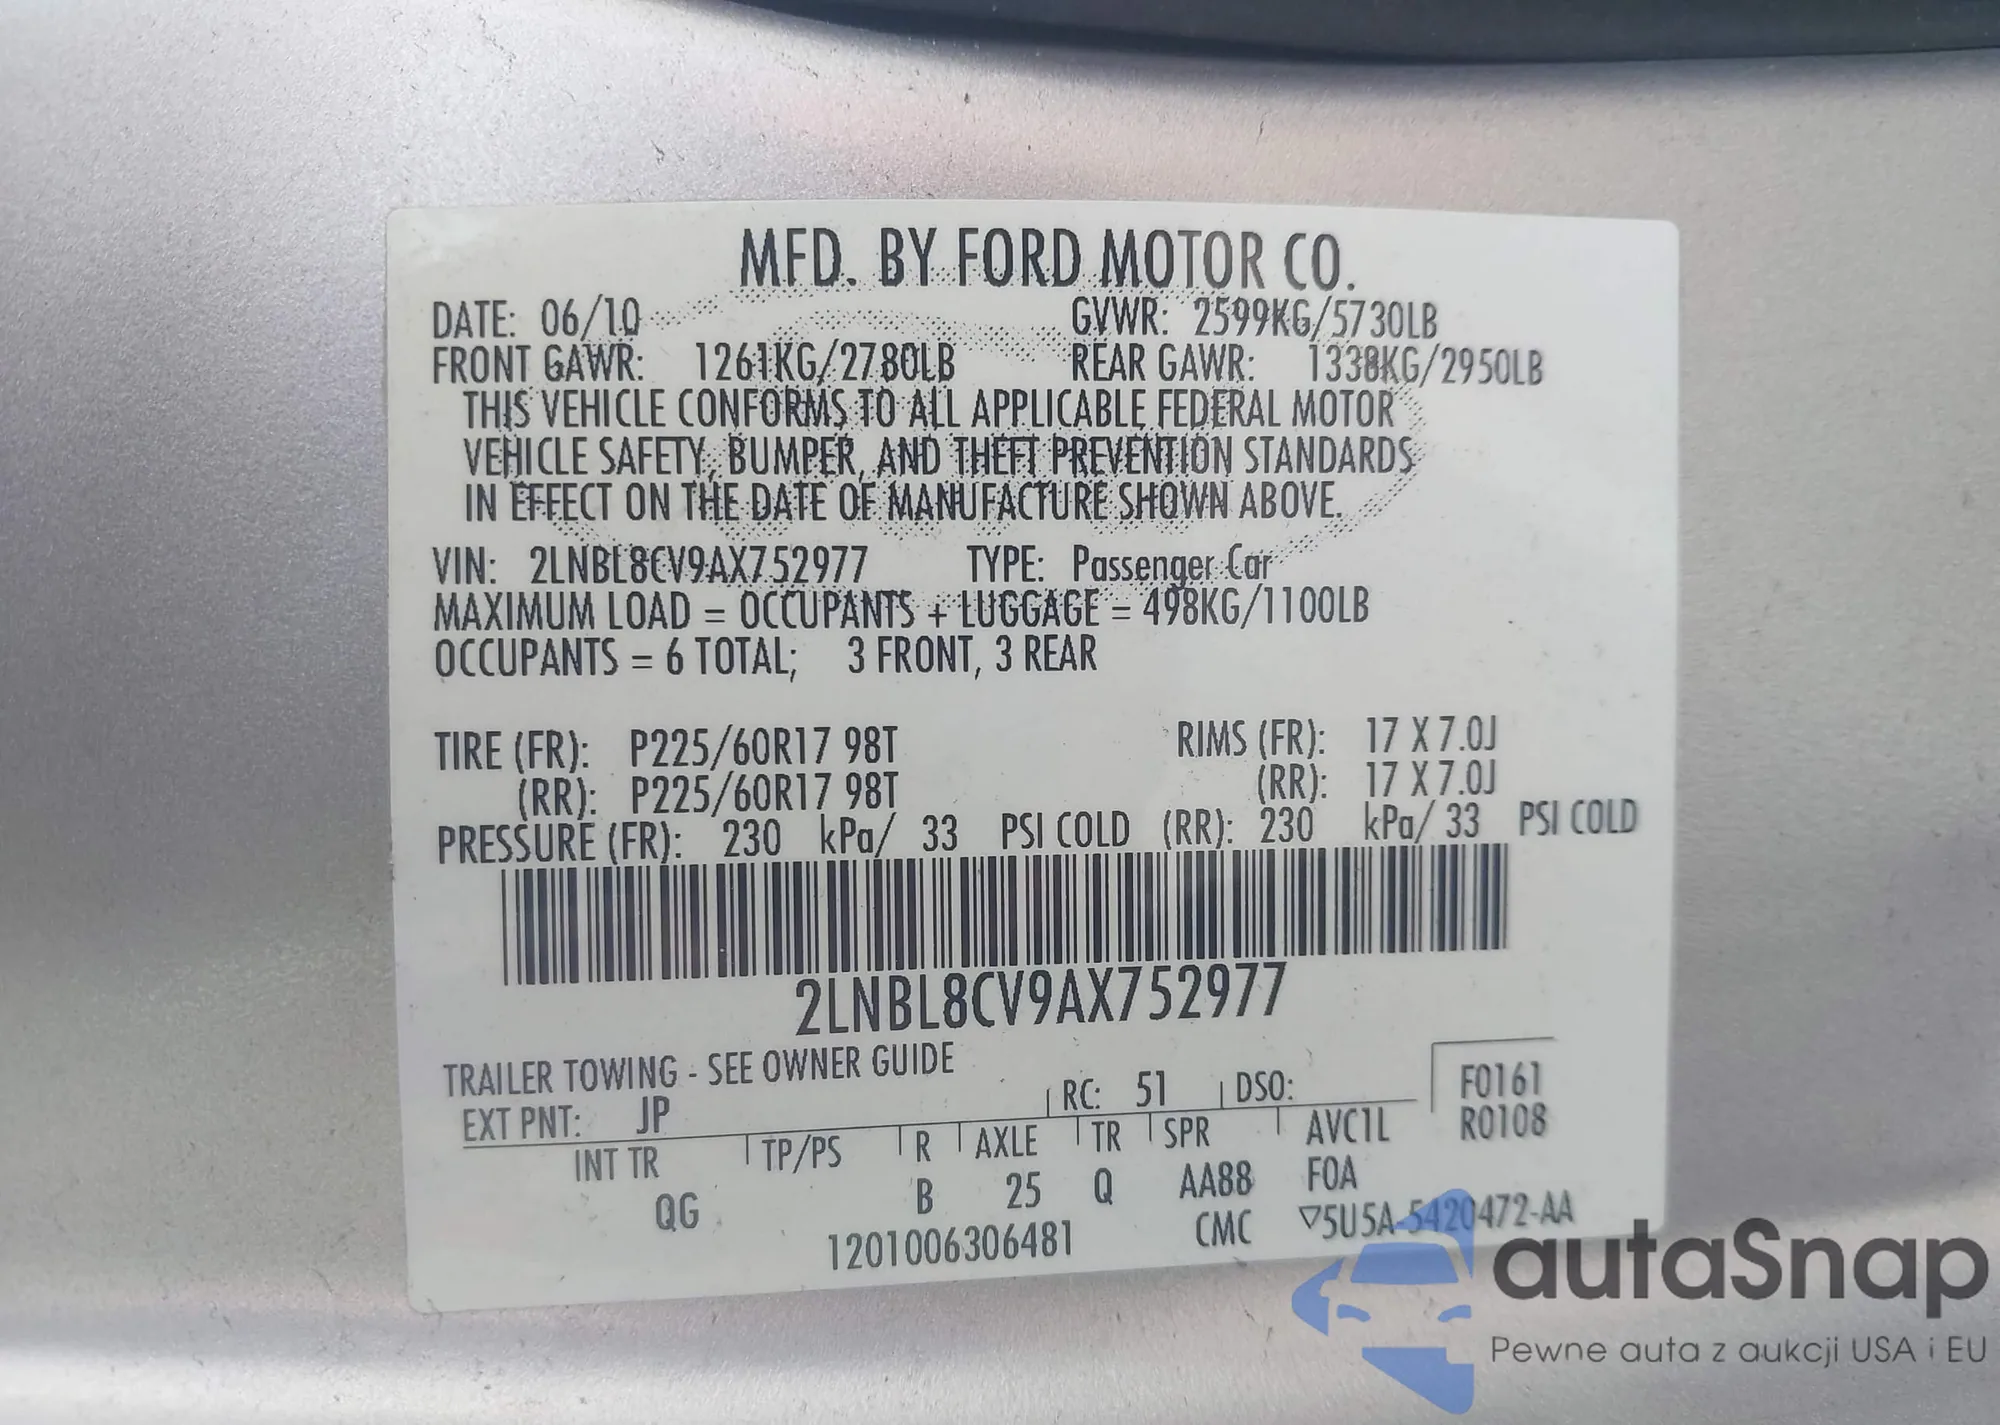 MFD. BY FORD MOTOR CO.
DATE: 06/10 GVWR: 2599KG/5730LB
FRONT GAWR: 1261KG/2780LB REAR GAWR: 1338KG/2950LB
THIS VEHICLE CONFORMS TO ALL APPLICABLE FEDERAL MOTOR
VEHICLE SAFETY, BUMPER, AND THEFT PREVENTION STANDARDS
IN EFFECT ON THE DATE OF MANUFACTURE SHOWN ABOVE.
VIN: 2LNBL8CV9AX752977 TYPE: Passenger Car
MAXIMUM LOAD = OCCUPANTS + LUGGAGE = 498KG/1100LB
OCCUPANTS = 6 TOTAL; 3 FRONT, 3 REAR
TIRE (FR): P225/60R17 98T RIMS (FR): 17 X 7.0J
(RR): P225/60R17 98T (RR): 17 X 7.0J
PRESSURE (FR): 230 kPa/ 33 PSI COLD (RR): 230 kPa/ 33 PSI COLD
2LNBL8CV9AX752977
TRAILER TOWING - SEE OWNER GUIDE
EXT PNT: JP RC: 51 DSO: F0161
R0108
INT TR TP/PS R AXLE TR SPR AVC1L
QG B 25 Q AA88 FOA
1201006306481 CMC ▽5U5A-5420472-AA
autaSnap
Pewne auta z aukcji USA i EU